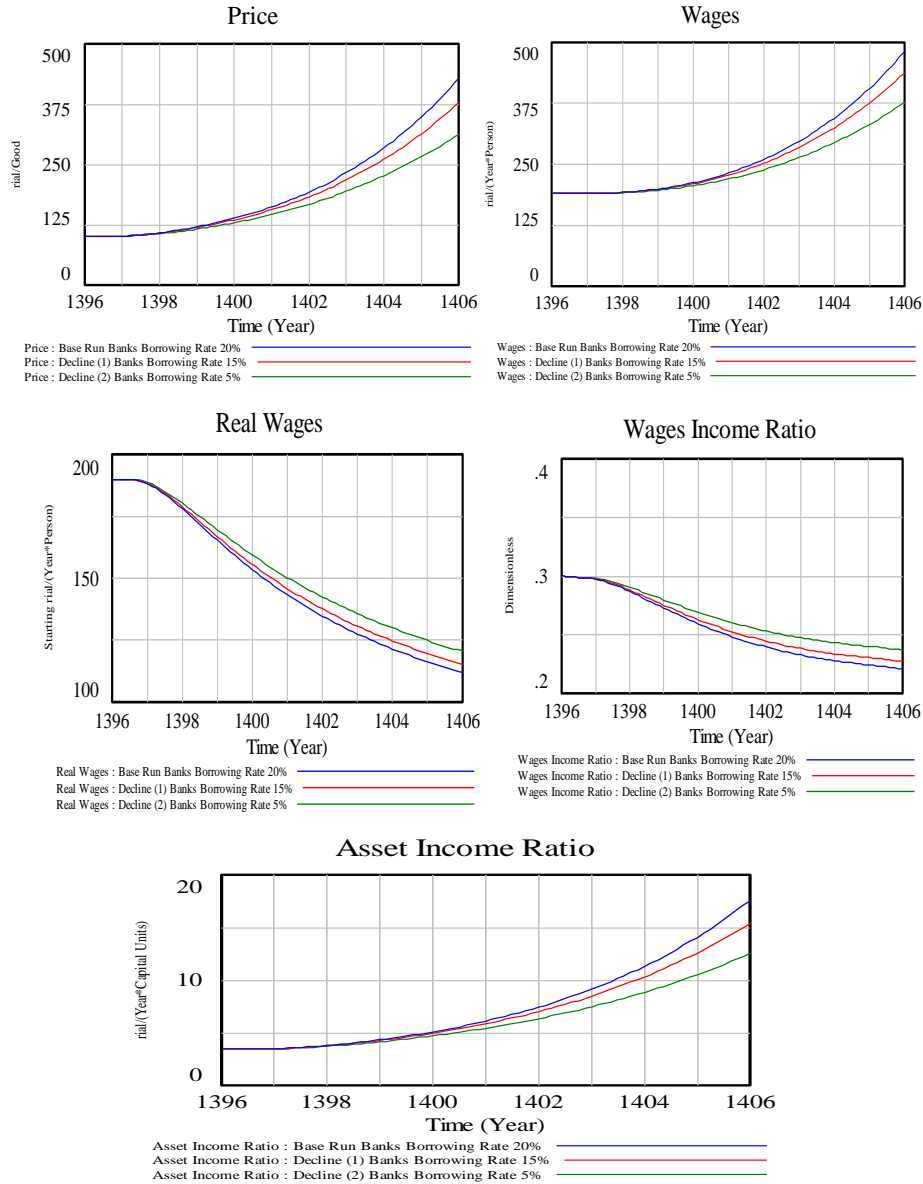 Price
500
375
250
125
0
rial/Good
1396 1398 1400 1402 1404 1406
Time (Year)
Price : Base Run Banks Borrowing Rate 20%
Price : Decline (1) Banks Borrowing Rate 15%
Price : Decline (2) Banks Borrowing Rate 5%
Wages
500
375
250
125
0
rial/(Year*Person)
1396 1398 1400 1402 1404 1406
Time (Year)
Wages : Base Run Banks Borrowing Rate 20%
Wages : Decline (1) Banks Borrowing Rate 15%
Wages : Decline (2) Banks Borrowing Rate 5%
Real Wages
200
150
100
Starting rial/(Year*Person)
1396 1398 1400 1402 1404 1406
Time (Year)
Real Wages : Base Run Banks Borrowing Rate 20%
Real Wages : Decline (1) Banks Borrowing Rate 15%
Real Wages : Decline (2) Banks Borrowing Rate 5%
Wages Income Ratio
.4
.3
.2
Dimensionless
1396 1398 1400 1402 1404 1406
Time (Year)
Wages Income Ratio : Base Run Banks Borrowing Rate 20%
Wages Income Ratio : Decline (1) Banks Borrowing Rate 15%
Wages Income Ratio : Decline (2) Banks Borrowing Rate 5%
Asset Income Ratio
20
10
0
rial/(Year*Capital Units)
1396 1398 1400 1402 1404 1406
Time (Year)
Asset Income Ratio : Base Run Banks Borrowing Rate 20%
Asset Income Ratio : Decline (1) Banks Borrowing Rate 15%
Asset Income Ratio : Decline (2) Banks Borrowing Rate 5%